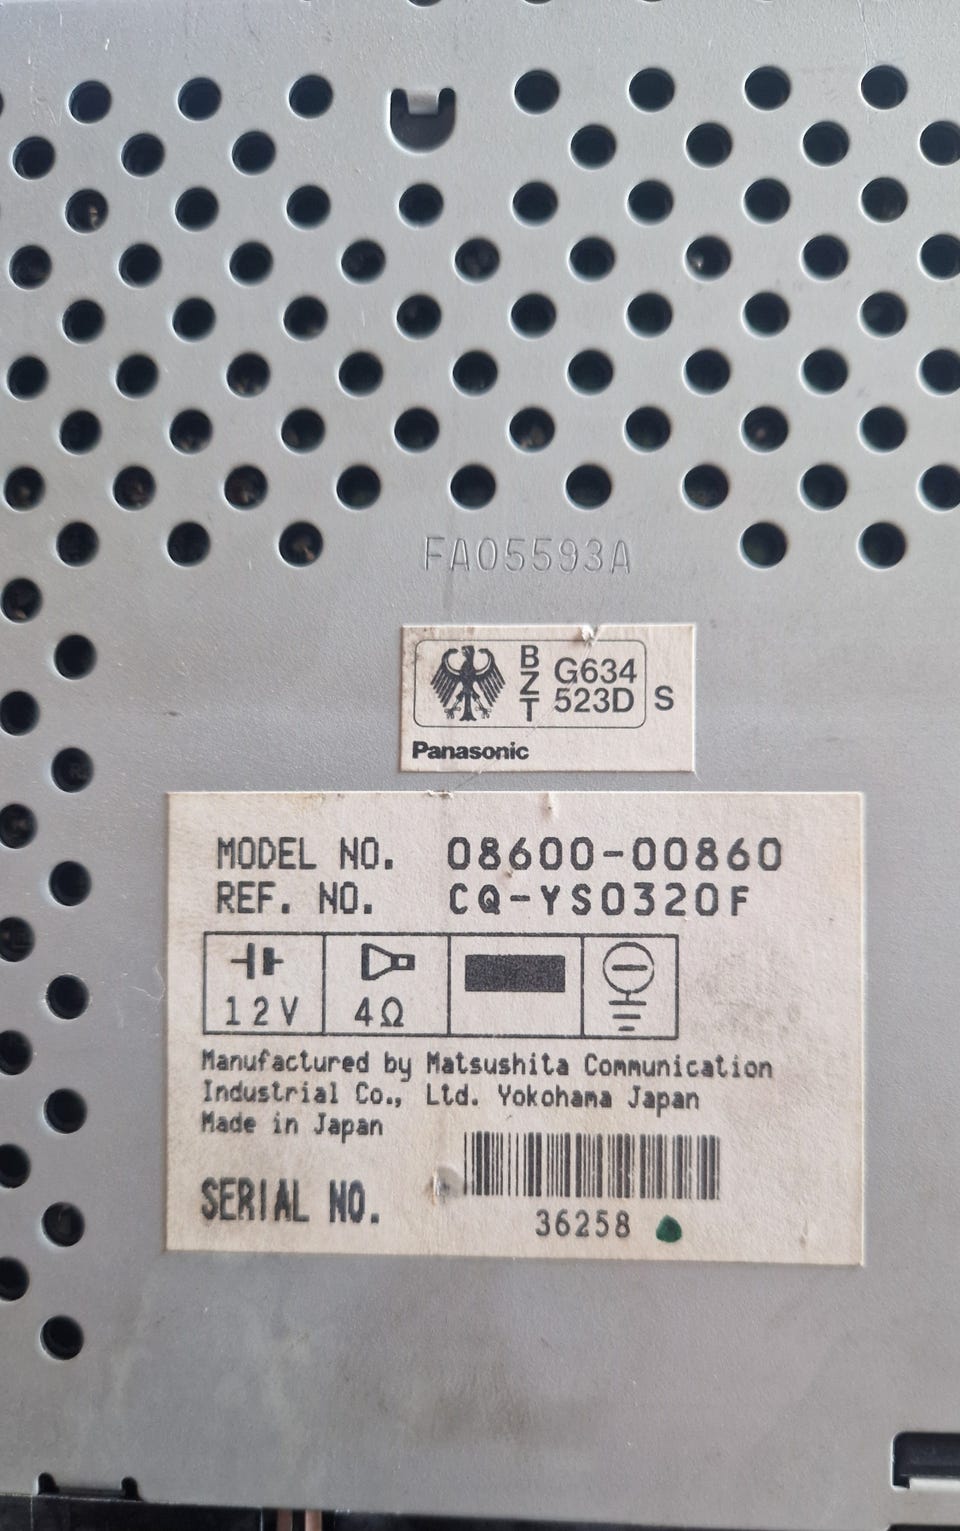 FA05593A
BZT G634
523D S
Panasonic
MODEL NO. 08600-00860
REF. NO. CQ-YS0320F
12V 4Ω
Manufactured by Matsushita Communication
Industrial Co., Ltd. Yokohama Japan
Made in Japan
SERIAL NO.
36258